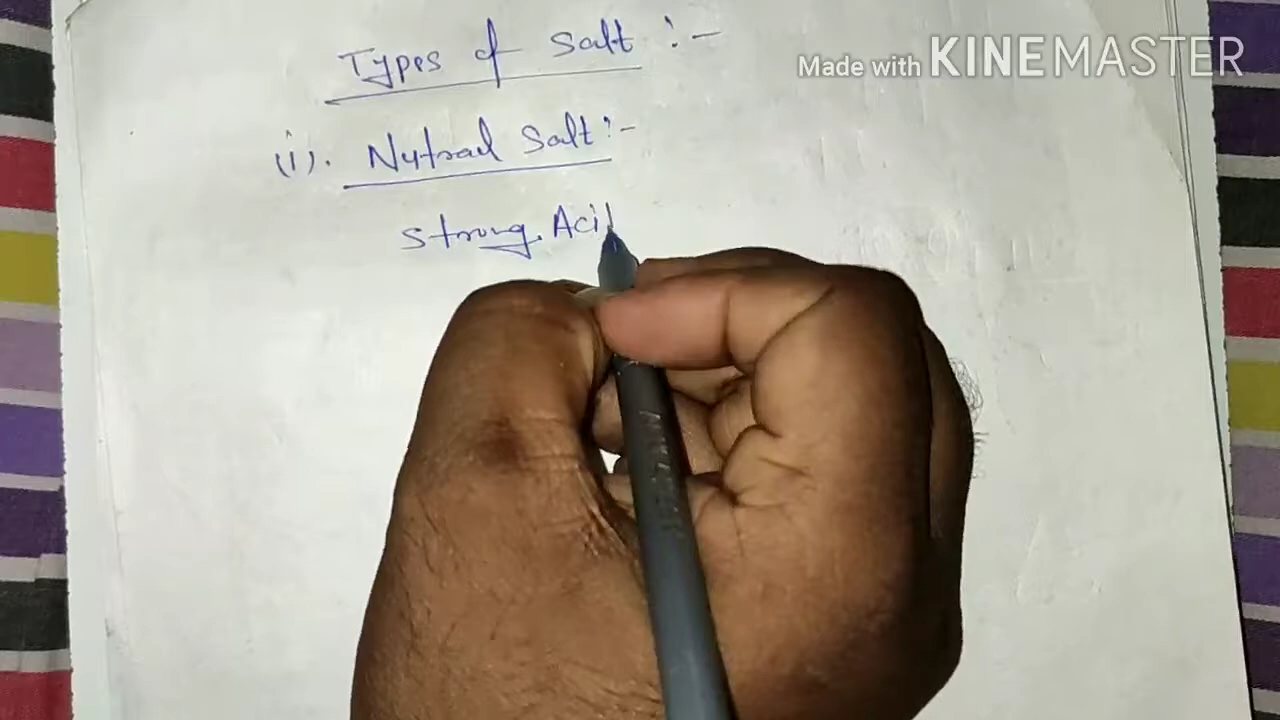 Types of Salt :-
Made with KINEMASTER
(i). Nutral Salt :-
Strong Acid